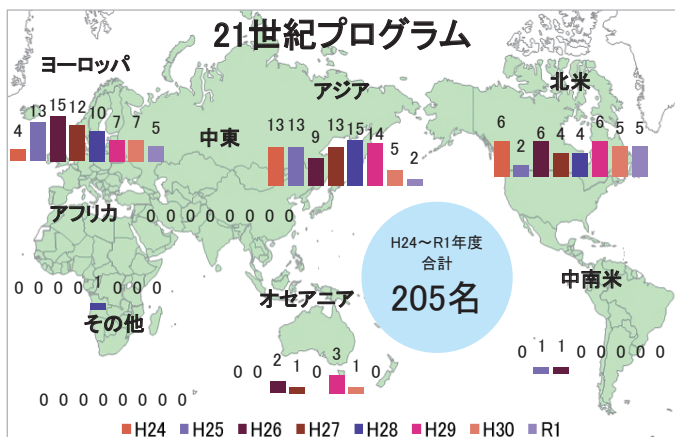 21世紀プログラム
ヨーロッパ
4 13 15 12 10 7 7 5
中東
0 0 0 0 0 0 0 0
アジア
13 13 9 13 15 14 5 2
北米
6 2 6 4 4 6 5 5
アフリカ
0 0 0 0 1 0 0 0
H24～R1年度
合計
205名
オセアニア
0 0 2 1 0 3 1 0
中南米
0 1 1 0 0 0 0 0
その他
0 0 0 0 0 0 0 0
H24 H25 H26 H27 H28 H29 H30 R1